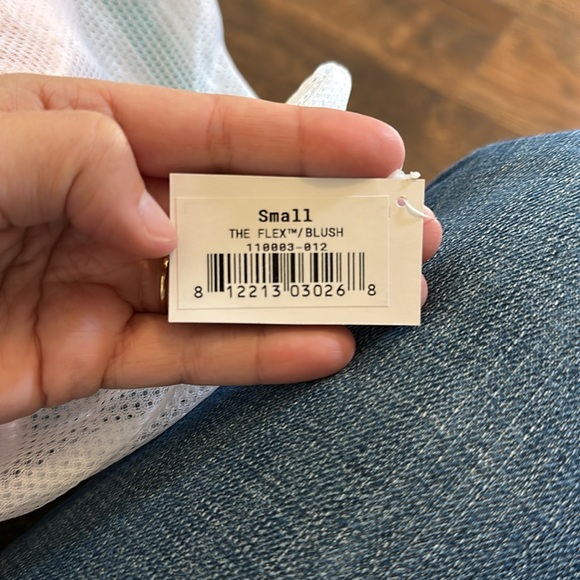 Small
THE FLEX™/BLUSH
110003-012
8 12213 03026 8